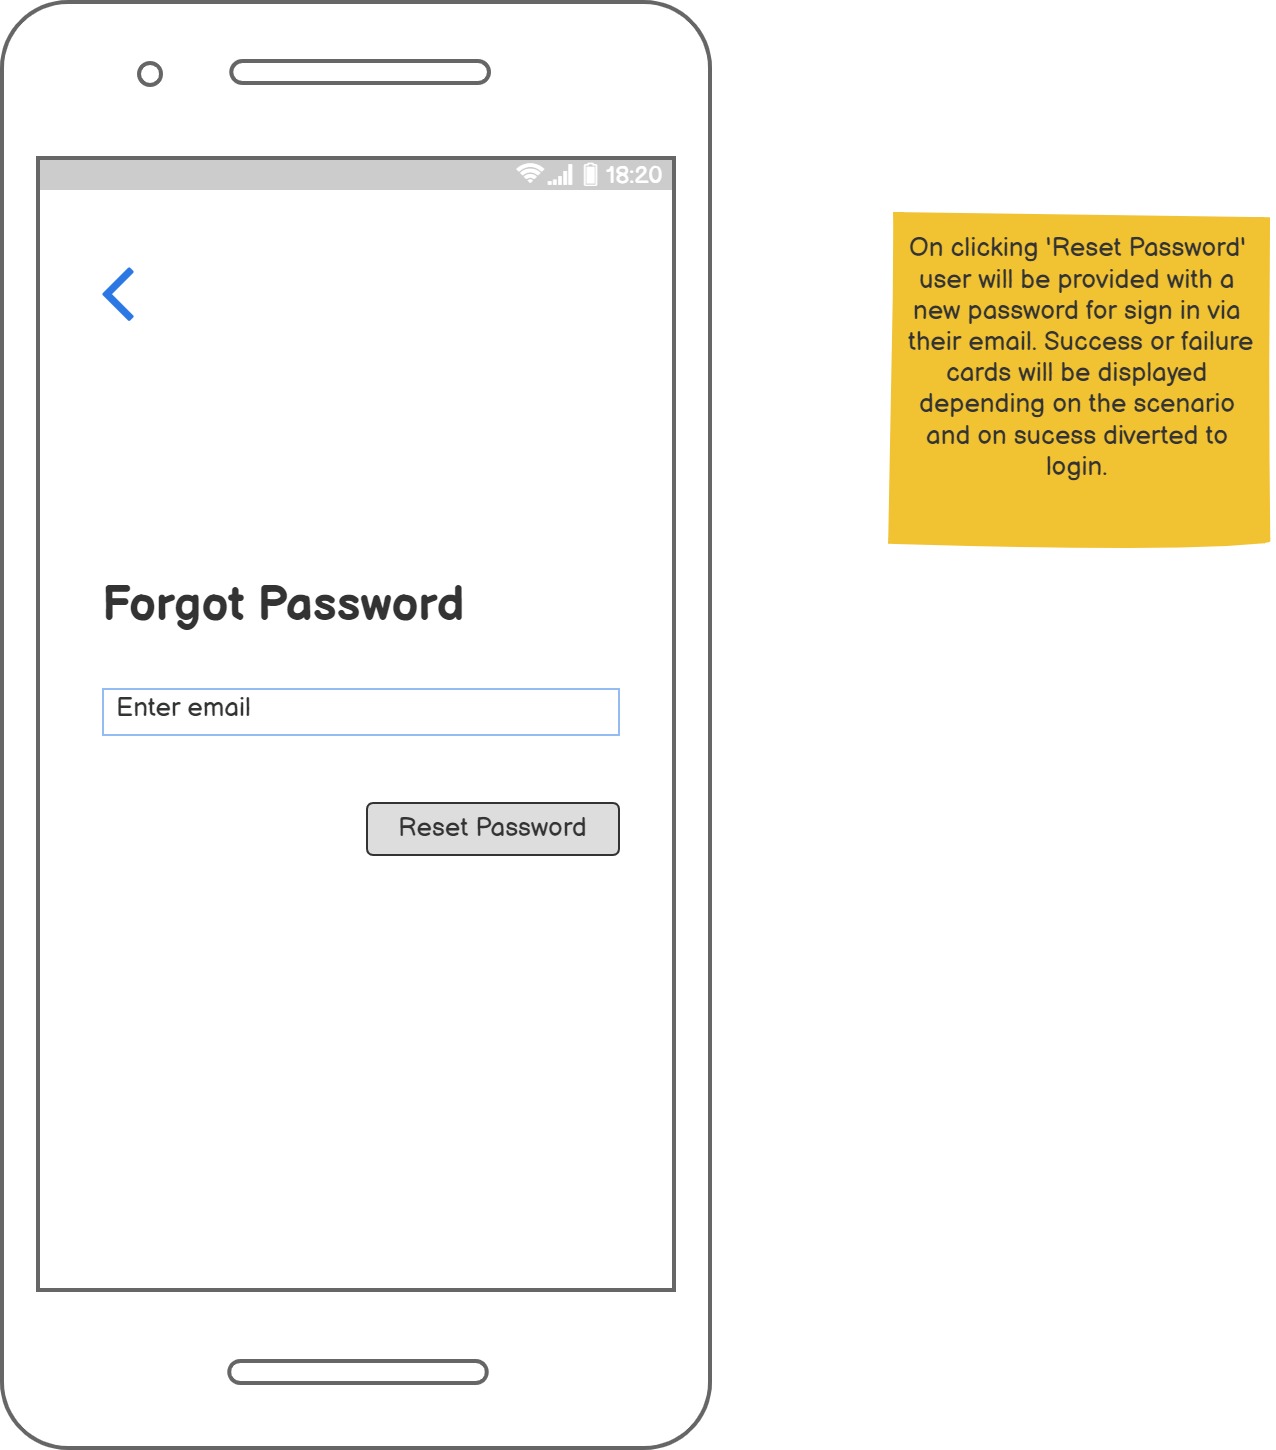 18:20
On clicking 'Reset Password'
user will be provided with a
new password for sign in via
their email. Success or failure
cards will be displayed
depending on the scenario
and on sucess diverted to
login.
Forgot Password
Enter email
Reset Password